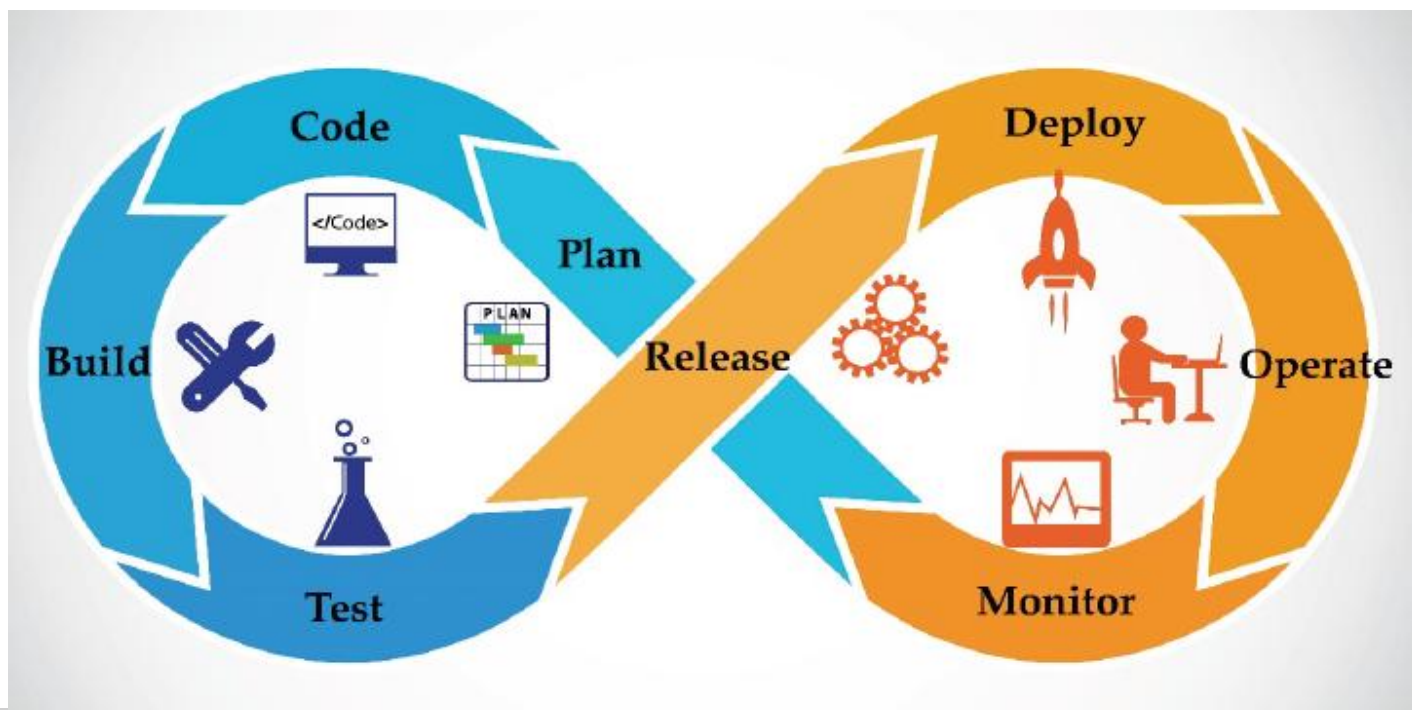 Code
Deploy
</Code>
Plan
PLAN
Release
Build
Operate
Test
Monitor